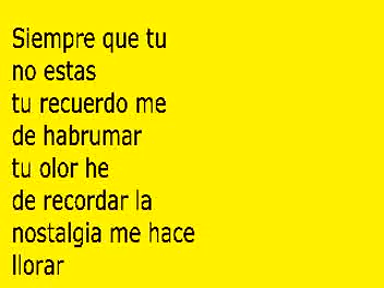 Siempre que tu
no estas
tu recuerdo me
de habrumar
tu olor he
de recordar la
nostalgia me hace
llorar